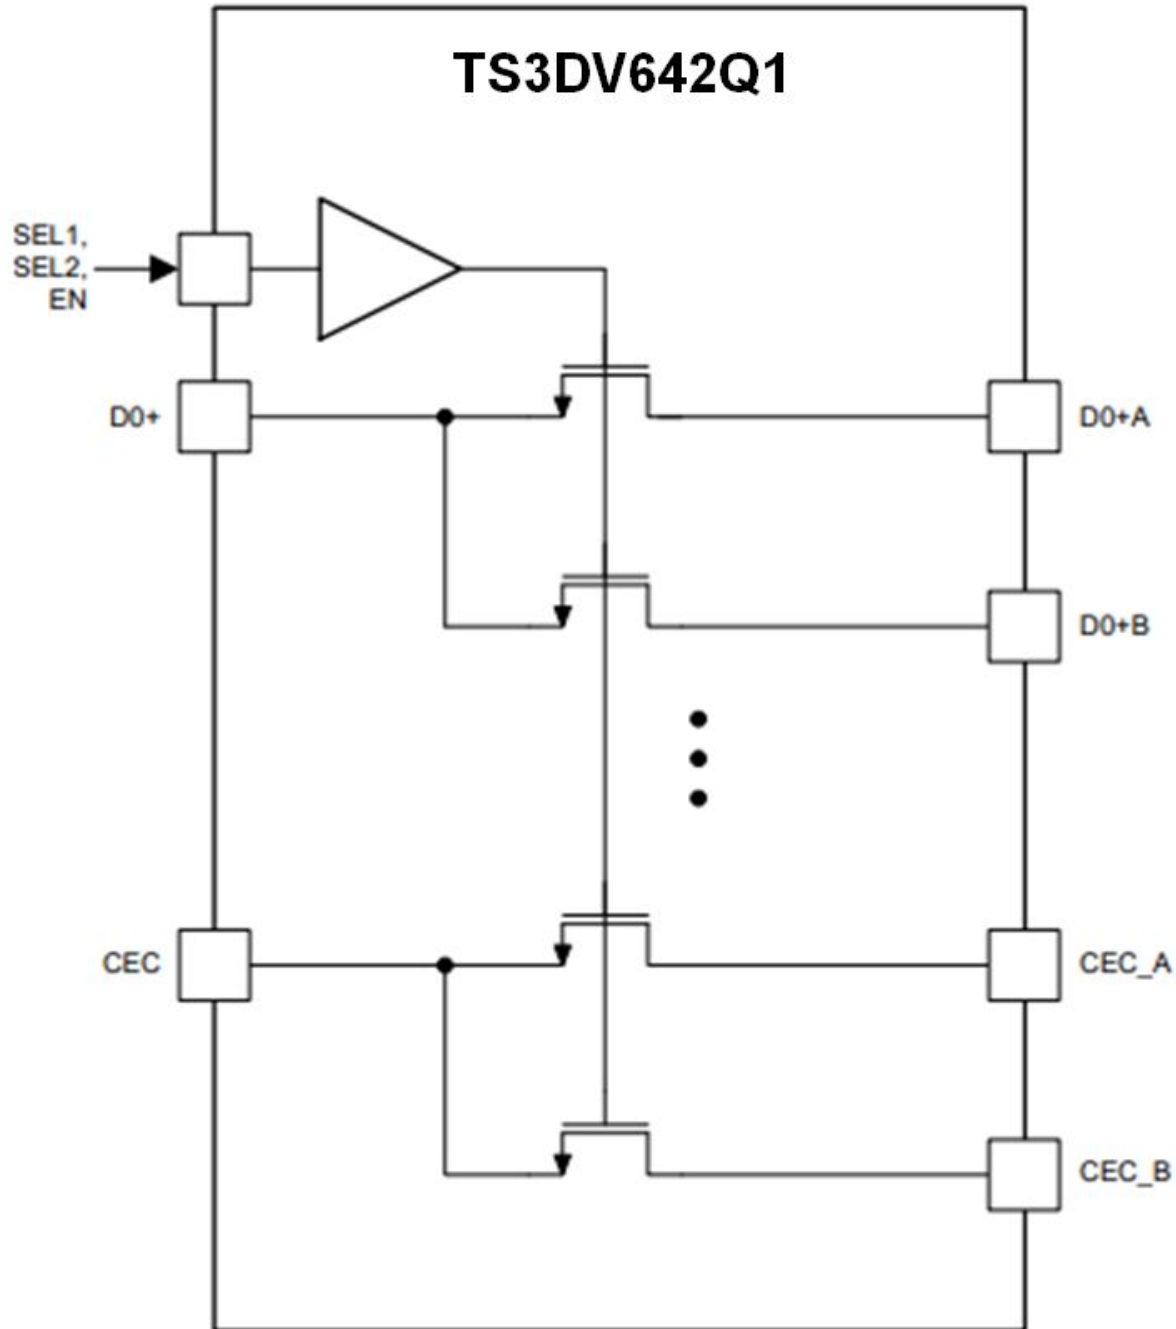 TS3DV642Q1
SEL1,
SEL2,
EN
D0+
D0+A
D0+B
CEC
CEC_A
CEC_B